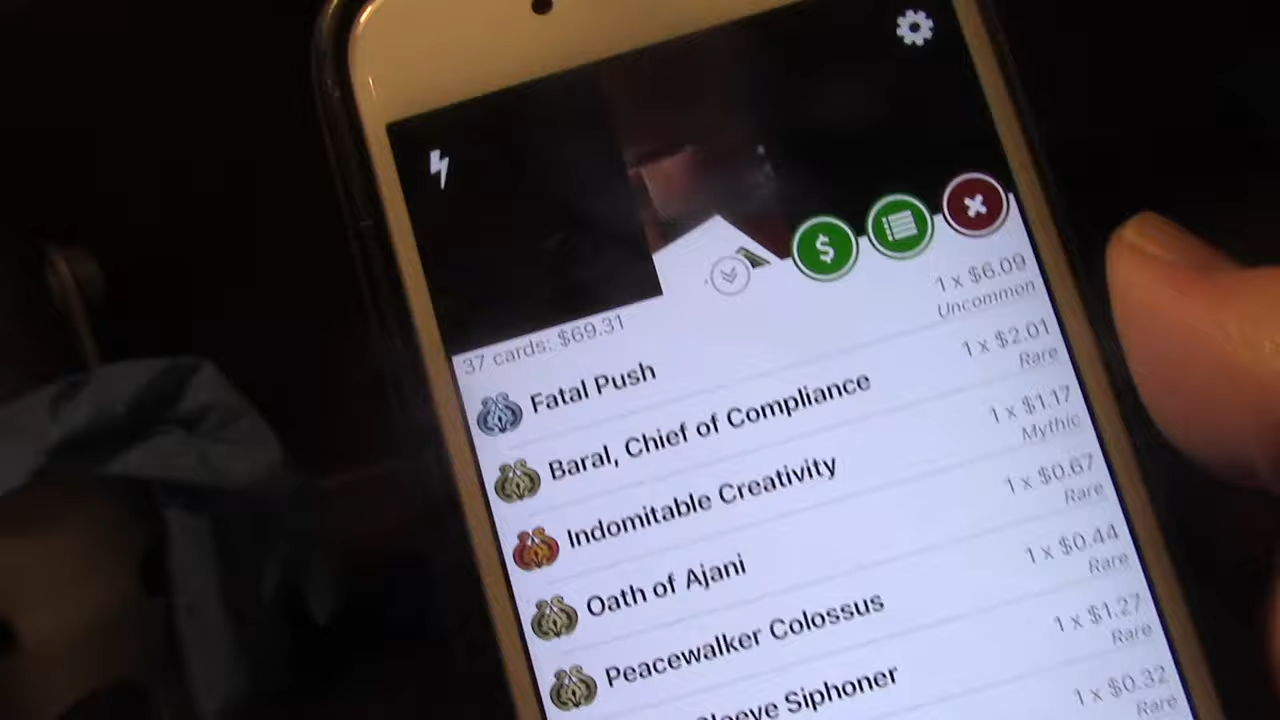 $
37 cards: $69.31
Fatal Push 1 x $6.09
Uncommon
Baral, Chief of Compliance 1 x $2.01
Rare
Indomitable Creativity 1 x $1.17
Mythic
Oath of Ajani 1 x $0.67
Rare
Peacewalker Colossus 1 x $0.44
Rare
Sleeve Siphoner 1 x $1.27
Rare
1 x $0.32
Rare